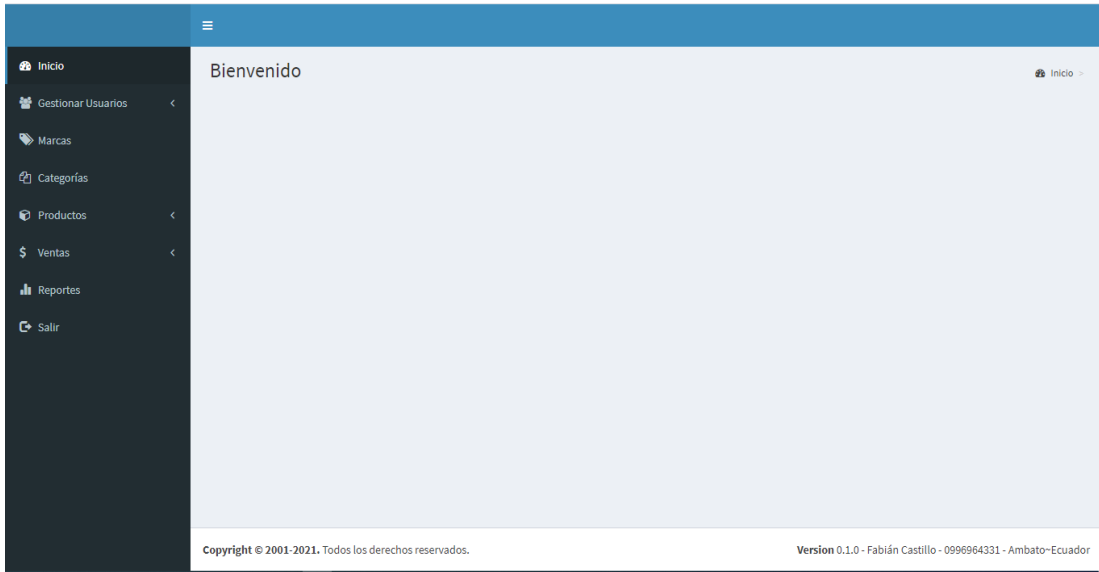 Inicio
Gestionar Usuarios
Marcas
Categorías
Productos
$ Ventas
Reportes
Salir
Bienvenido
Inicio >
Copyright © 2001-2021. Todos los derechos reservados.
Version 0.1.0 - Fabián Castillo - 0996964331 - Ambato~Ecuador